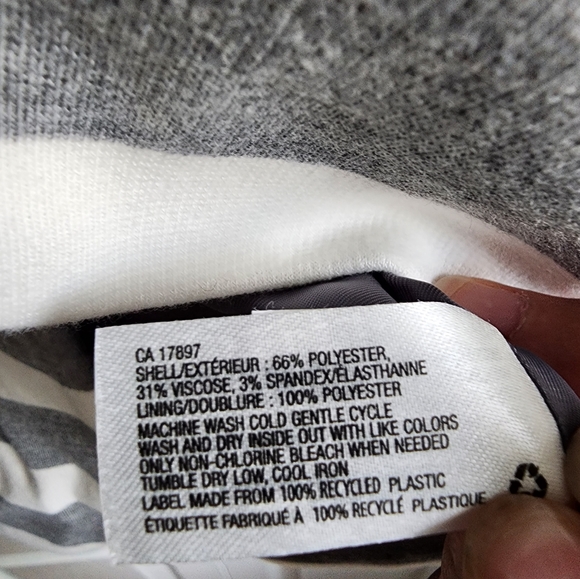 CA 17897
SHELL/EXTÉRIEUR : 66% POLYESTER,
31% VISCOSE, 3% SPANDEX/ÉLASTHANNE
LINING/DOUBLURE : 100% POLYESTER
MACHINE WASH COLD GENTLE CYCLE
WASH AND DRY INSIDE OUT WITH LIKE COLORS
ONLY NON-CHLORINE BLEACH WHEN NEEDED
TUMBLE DRY LOW, COOL IRON
LABEL MADE FROM 100% RECYCLED PLASTIC
ÉTIQUETTE FABRIQUÉ À 100% RECYCLÉ PLASTIQUE